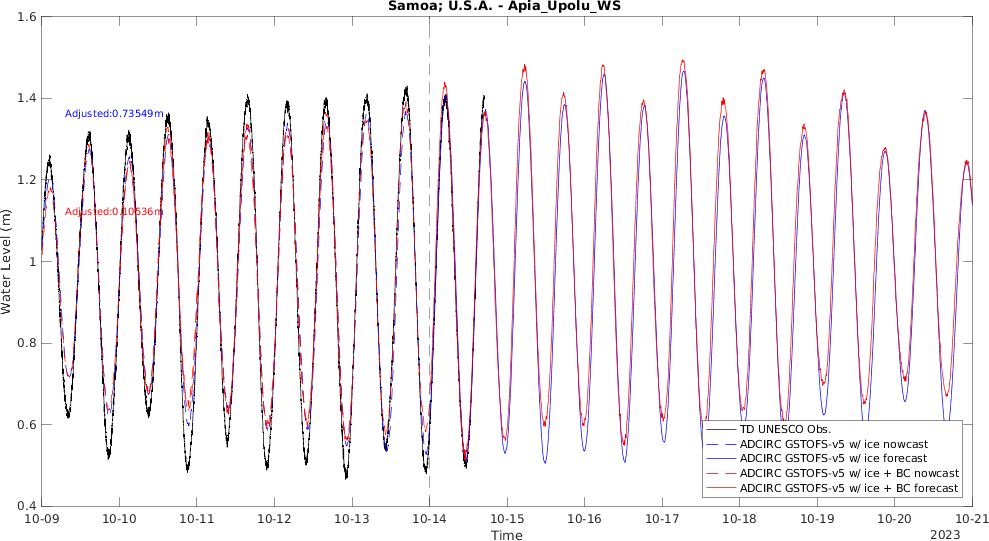 Samoa; U.S.A. - Apia_Upolu_WS
1.6
1.4
1.2
1
0.8
0.6
0.4
Water Level (m)
Adjusted:0.73549m
Adjusted:0.10536m
TD UNESCO Obs.
ADCIRC GSTOFS-v5 w/ ice nowcast
ADCIRC GSTOFS-v5 w/ ice forecast
ADCIRC GSTOFS-v5 w/ ice + BC nowcast
ADCIRC GSTOFS-v5 w/ ice + BC forecast
10-09 10-10 10-11 10-12 10-13 10-14 10-15 10-16 10-17 10-18 10-19 10-20 10-21
Time
2023